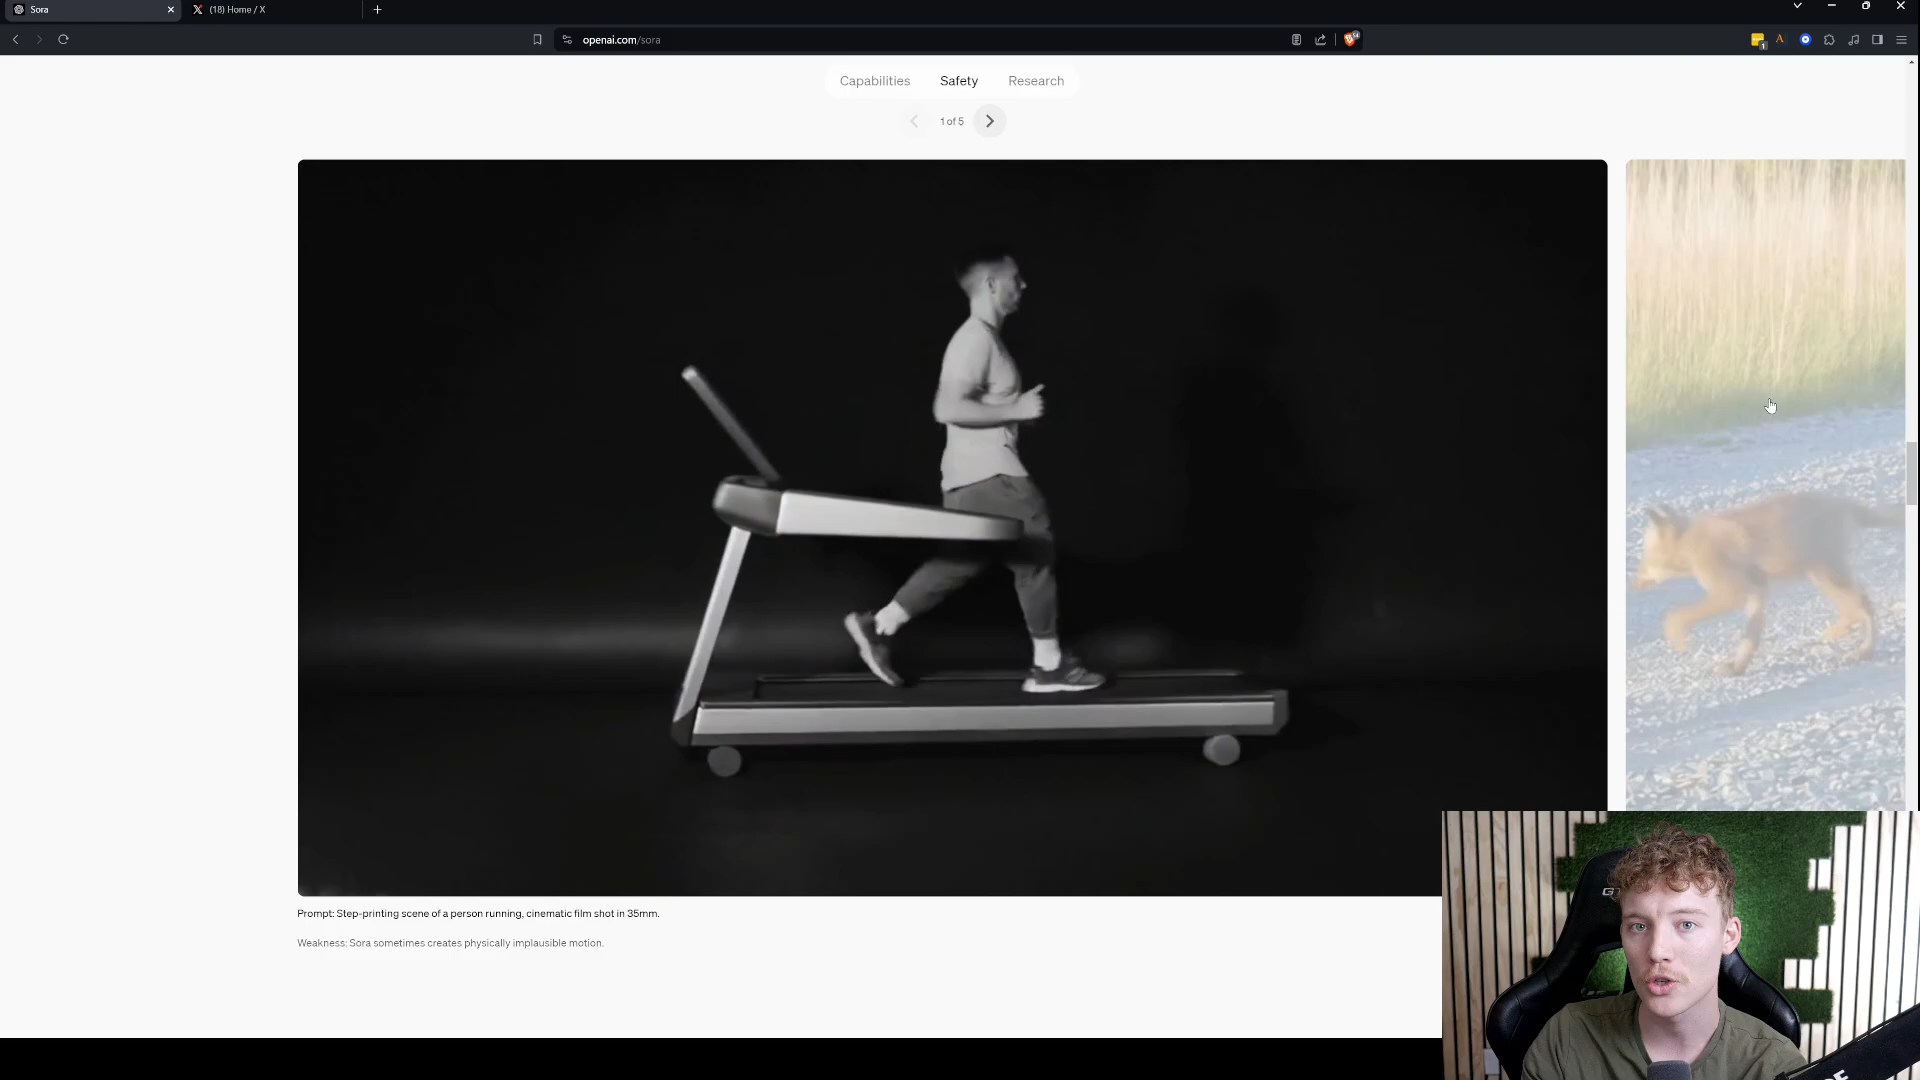 Sora
(18) Home / X
openai.com/sora
Capabilities Safety Research
1 of 5
Prompt: Step-printing scene of a person running, cinematic film shot in 35mm.
Weakness: Sora sometimes creates physically implausible motion.